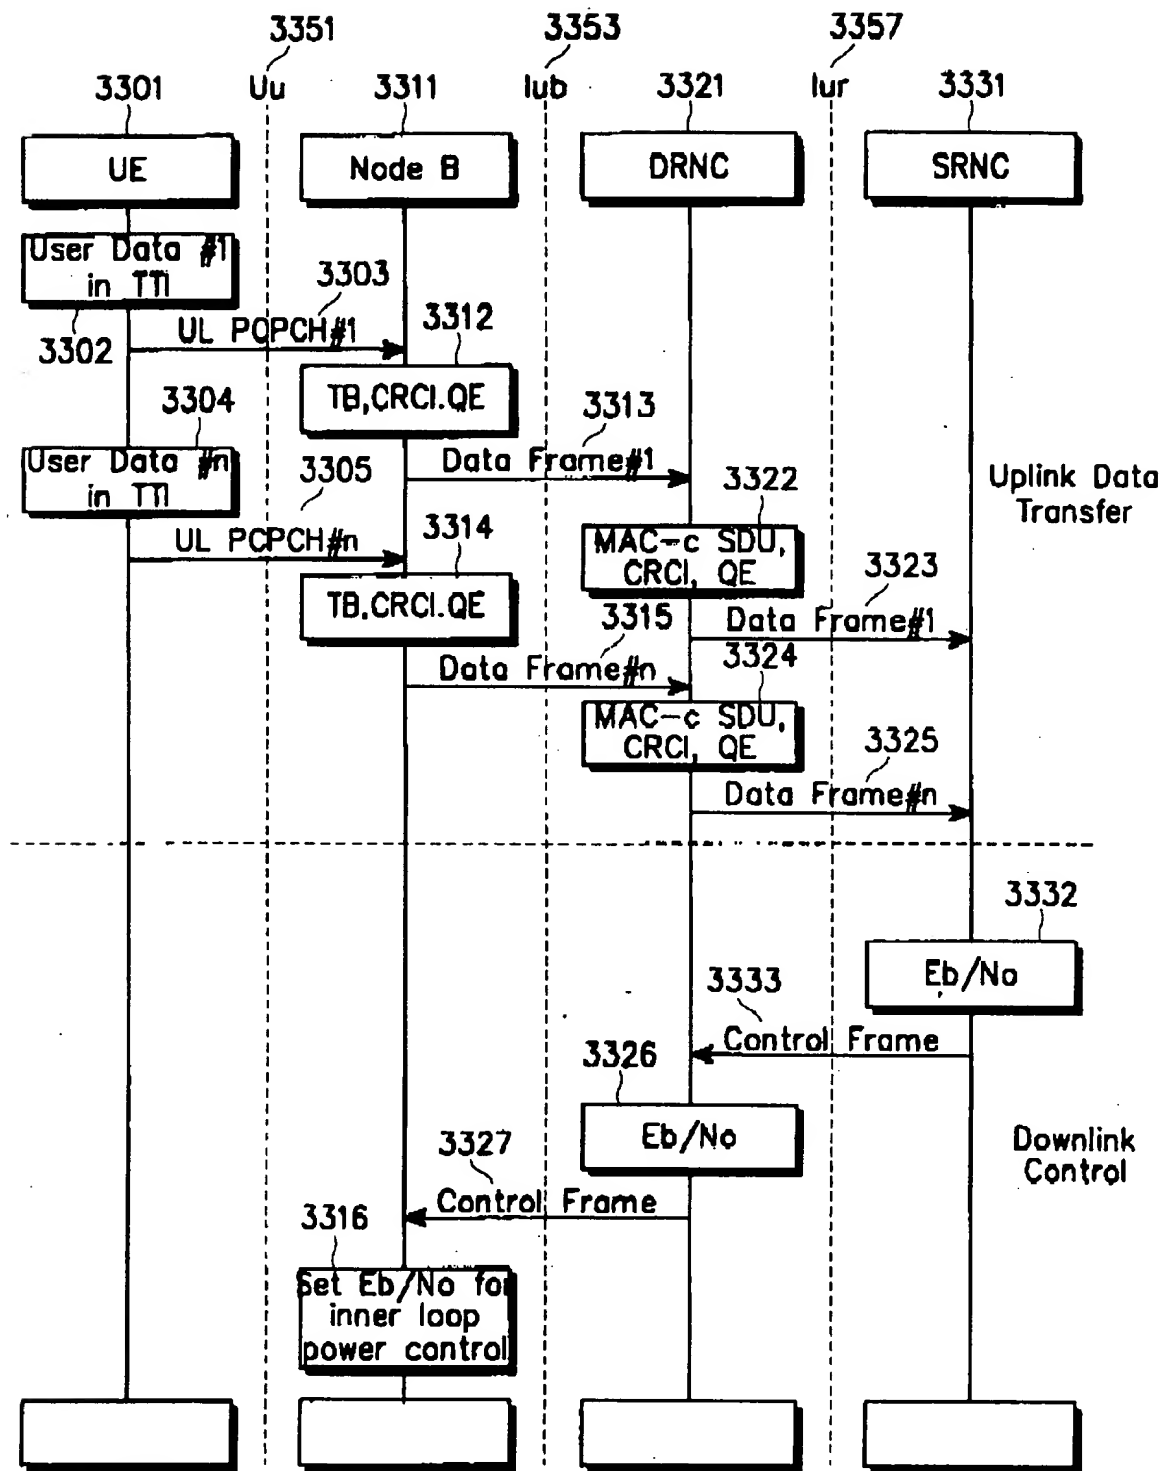 3351
3353
3357
3301
Uu
3311
Iub
3321
Iur
3331
UE
Node B
DRNC
SRNC
User Data #1
in TTI
3302
3303
UL PCPCH#1
3312
TB,CRCI.QE
3304
User Data #n
in TTI
3313
Data Frame#1
3305
UL PCPCH#n
3314
TB,CRCI.QE
3322
MAC-c SDU,
CRCI, QE
Uplink Data
Transfer
3323
Data Frame#1
3315
Data Frame#n
3324
MAC-c SDU,
CRCI, QE
3325
Data Frame#n
3332
Eb/No
3333
Control Frame
3326
Eb/No
Downlink
Control
3327
Control Frame
3316
Set Eb/No for
inner loop
power control